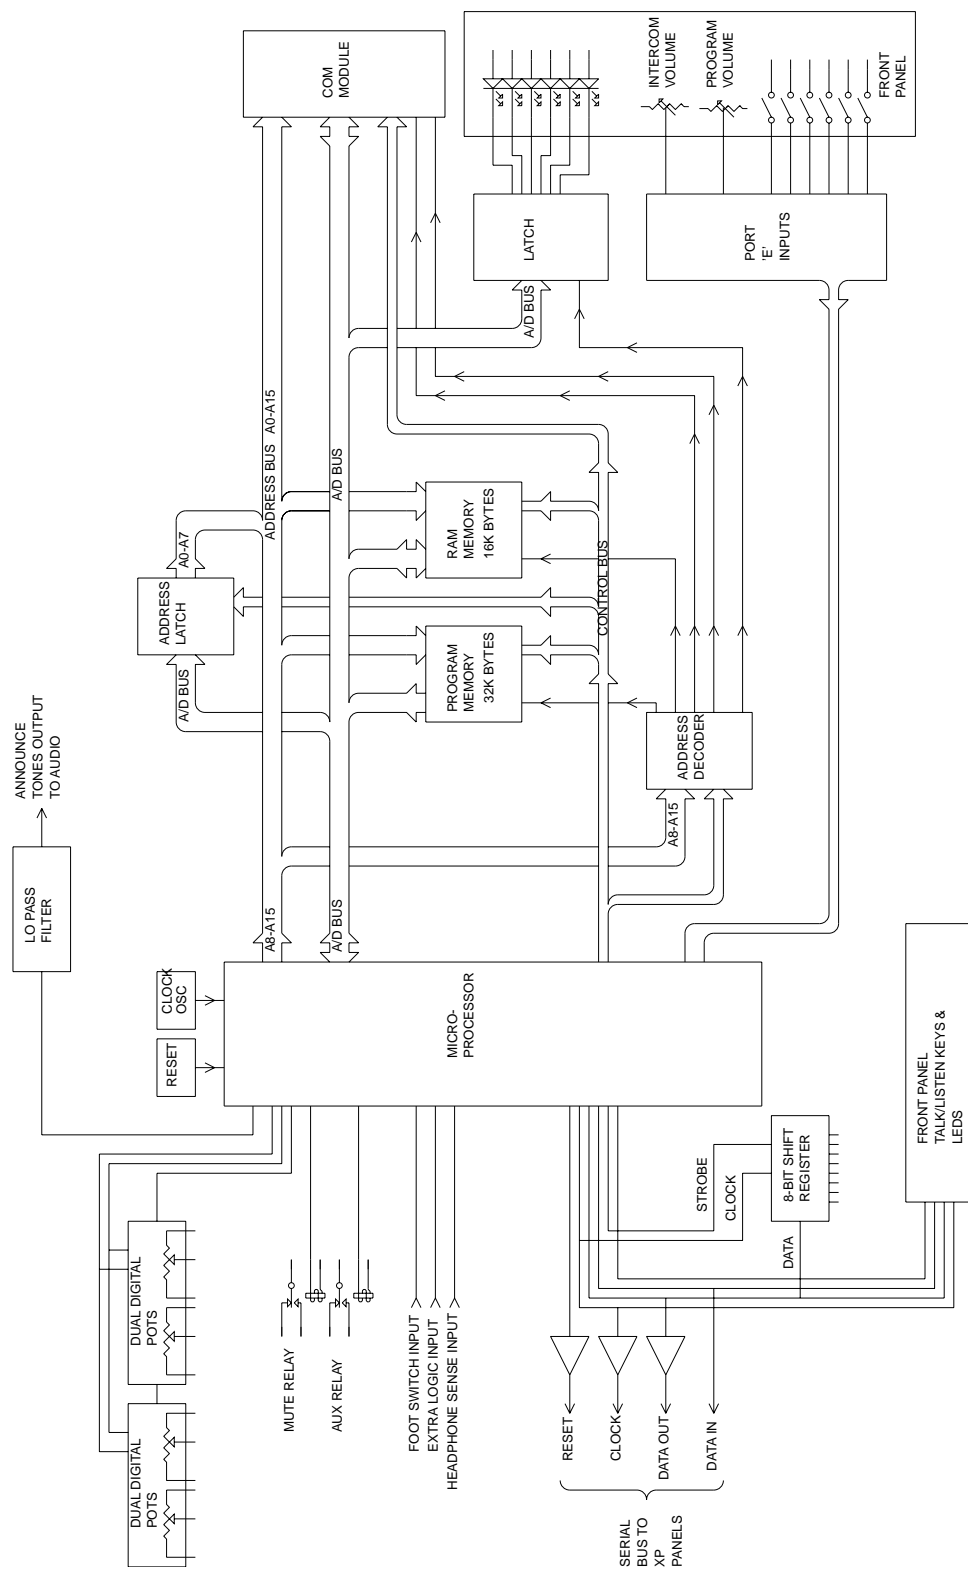 ANNOUNCE
TONES OUTPUT
TO AUDIO
LO PASS
FILTER
CLOCK
OSC
RESET
DUAL DIGITAL
POTS
DUAL DIGITAL
POTS
ADDRESS
LATCH
A/D BUS
A0-A7
ADDRESS BUS A0-A15
A8-A15
A/D BUS
A/D BUS
COM
MODULE
MICRO-
PROCESSOR
MUTE RELAY
AUX RELAY
FOOT SWITCH INPUT
EXTRA LOGIC INPUT
HEADPHONE SENSE INPUT
PROGRAM
MEMORY
32K BYTES
RAM
MEMORY
16K BYTES
CONTROL BUS
A/D BUS
LATCH
INTERCOM
VOLUME
PROGRAM
VOLUME
FRONT
PANEL
PORT
'E'
INPUTS
A8-A15
ADDRESS
DECODER
STROBE
CLOCK
DATA
8-BIT SHIFT
REGISTER
FRONT PANEL
TALK/LISTEN KEYS &
LEDS
RESET
CLOCK
DATA OUT
DATA IN
SERIAL
BUS TO
XP
PANELS